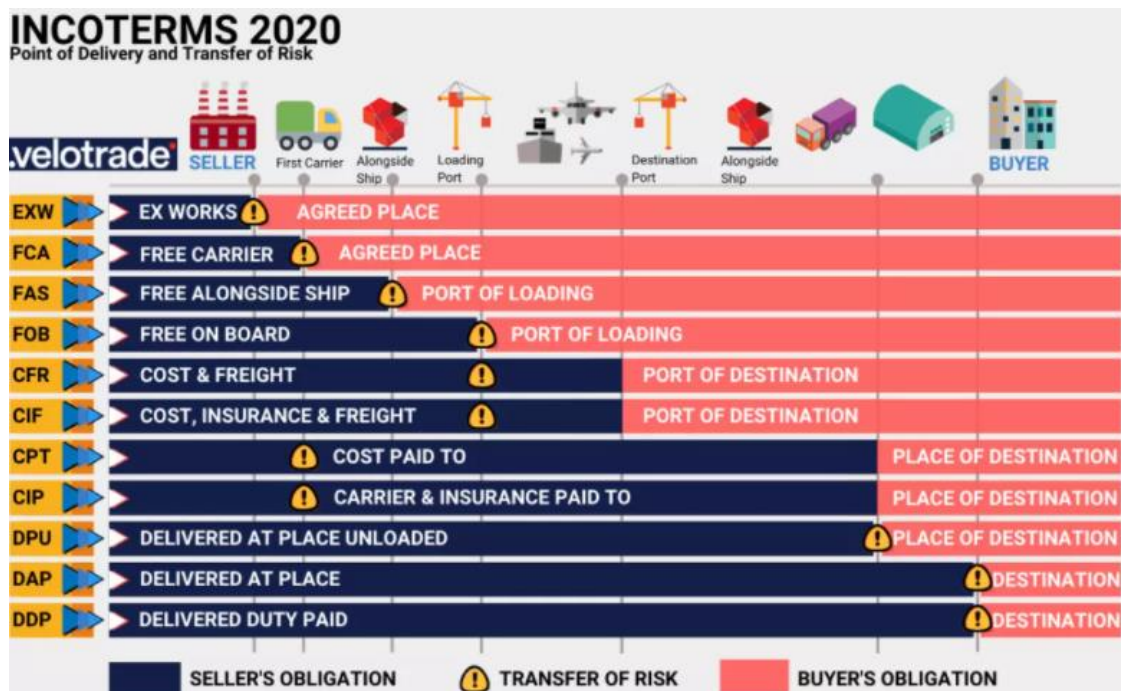 INCOTERMS 2020
Point of Delivery and Transfer of Risk
velotrade
SELLER
First Carrier
Alongside
Ship
Loading
Port
Destination
Port
Alongside
Ship
BUYER
EXW EX WORKS AGREED PLACE
FCA FREE CARRIER AGREED PLACE
FAS FREE ALONGSIDE SHIP PORT OF LOADING
FOB FREE ON BOARD PORT OF LOADING
CFR COST & FREIGHT PORT OF DESTINATION
CIF COST, INSURANCE & FREIGHT PORT OF DESTINATION
CPT COST PAID TO PLACE OF DESTINATION
CIP CARRIER & INSURANCE PAID TO PLACE OF DESTINATION
DPU DELIVERED AT PLACE UNLOADED PLACE OF DESTINATION
DAP DELIVERED AT PLACE DESTINATION
DDP DELIVERED DUTY PAID DESTINATION
SELLER'S OBLIGATION TRANSFER OF RISK BUYER'S OBLIGATION